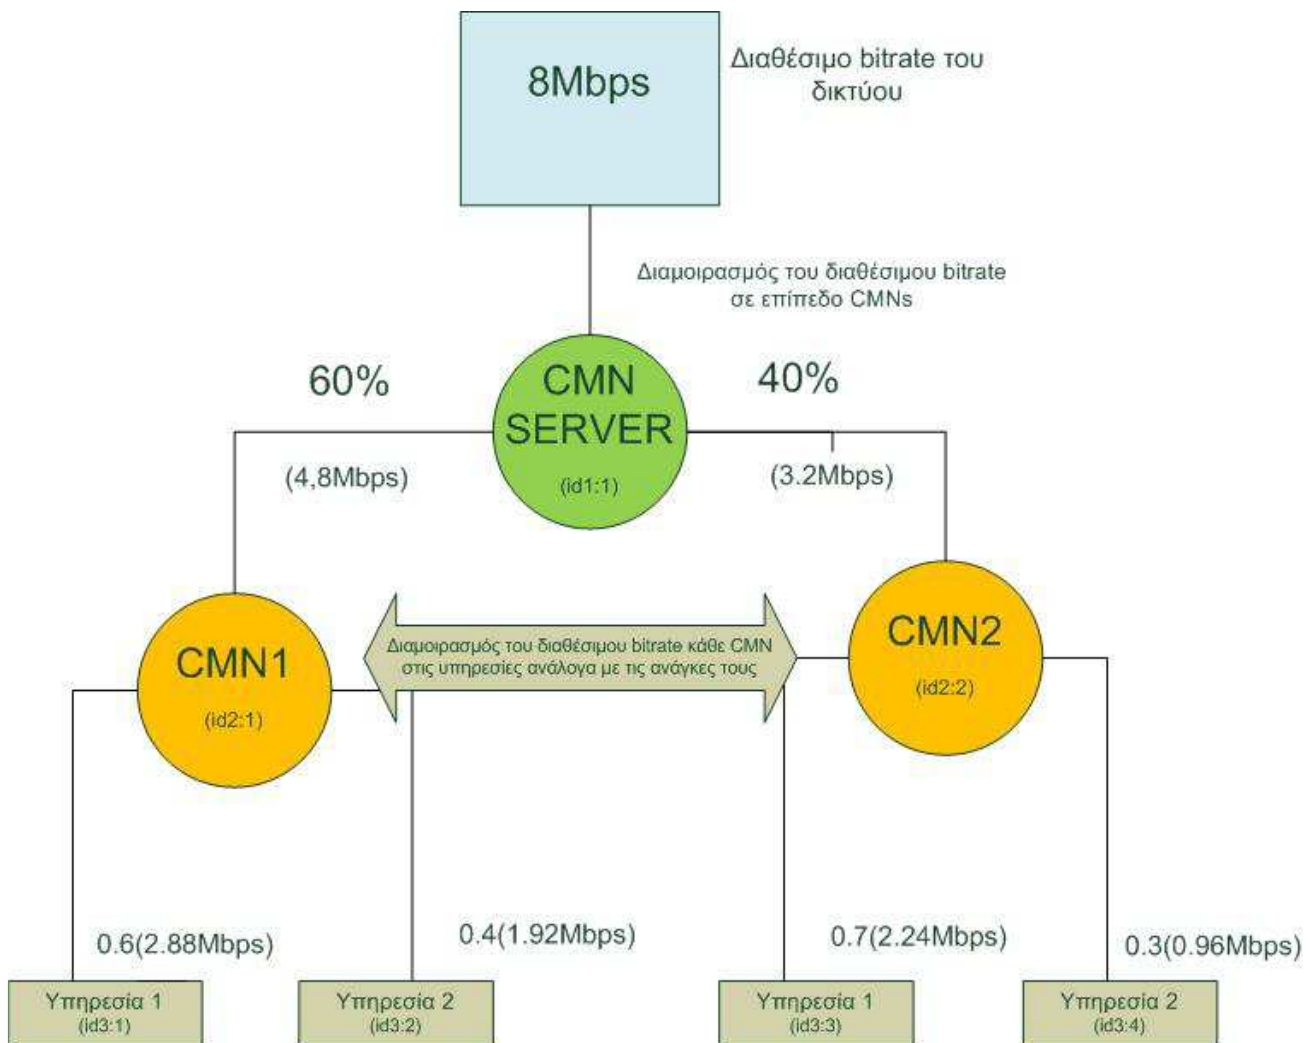 8Mbps
Διαθέσιμο bitrate του
δικτύου
Διαμοιρασμός του διαθέσιμου bitrate
σε επίπεδο CMNs
60%
CMN
SERVER
(id1:1)
40%
(4,8Mbps)
(3.2Mbps)
CMN1
(id2:1)
Διαμοιρασμός του διαθέσιμου bitrate κάθε CMN
στις υπηρεσίες ανάλογα με τις ανάγκες τους
CMN2
(id2:2)
0.6(2.88Mbps)
0.4(1.92Mbps)
0.7(2.24Mbps)
0.3(0.96Mbps)
Υπηρεσία 1
(id3:1)
Υπηρεσία 2
(id3:2)
Υπηρεσία 1
(id3:3)
Υπηρεσία 2
(id3:4)